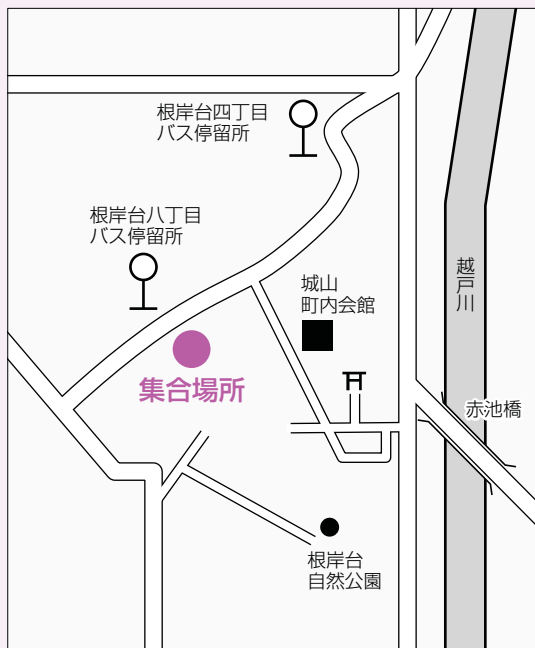 根岸台四丁目
バス停留所
根岸台八丁目
バス停留所
城山
町内会館
越戸川
集合場所
赤池橋
根岸台
自然公園